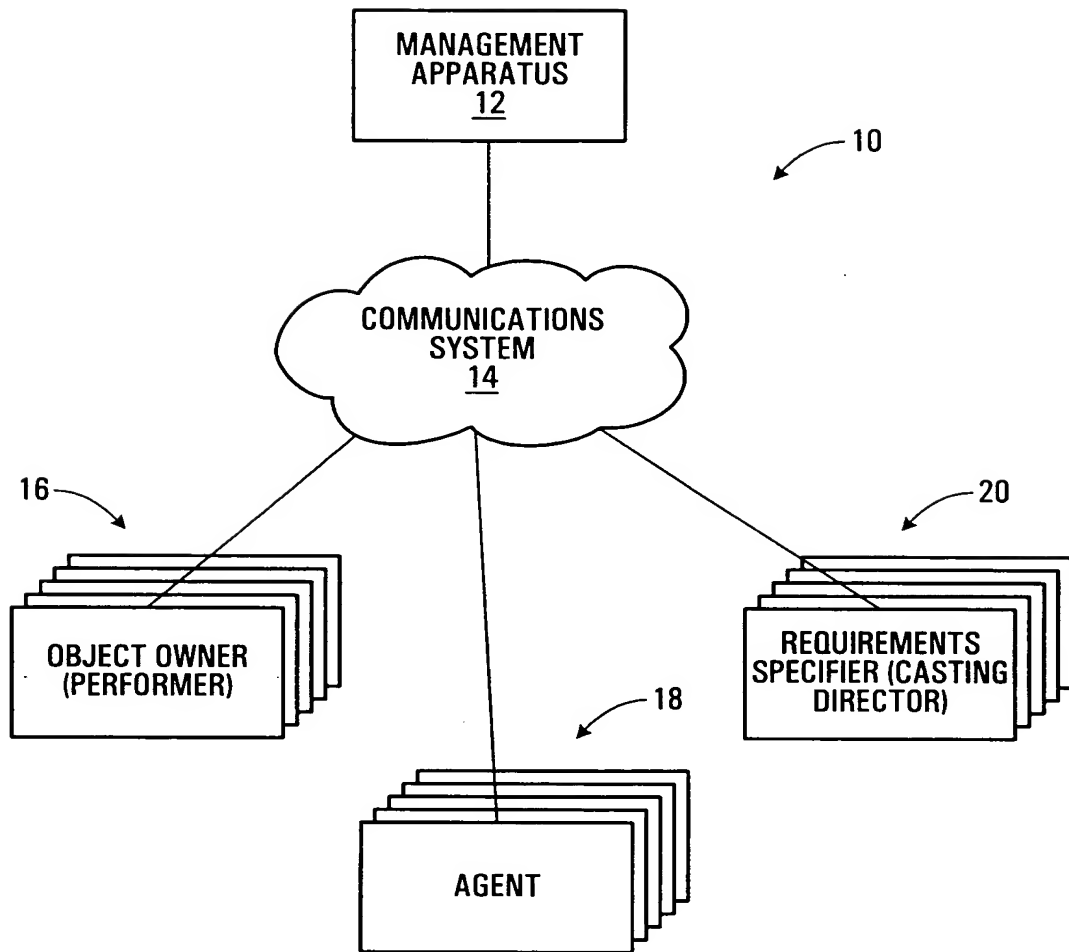 MANAGEMENT
APPARATUS
12
10
COMMUNICATIONS
SYSTEM
14
16
20
OBJECT OWNER
(PERFORMER)
REQUIREMENTS
SPECIFIER (CASTING
DIRECTOR)
18
AGENT